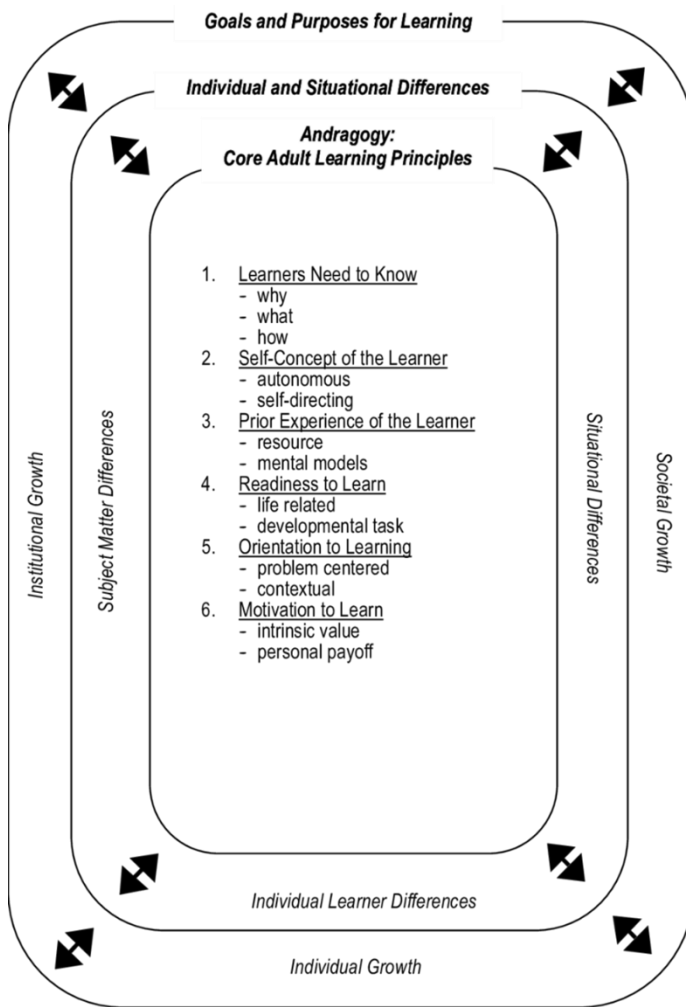 Goals and Purposes for Learning
Individual and Situational Differences
Andragogy:
Core Adult Learning Principles
1. Learners Need to Know
- why
- what
- how
2. Self-Concept of the Learner
- autonomous
- self-directing
3. Prior Experience of the Learner
- resource
- mental models
4. Readiness to Learn
- life related
- developmental task
5. Orientation to Learning
- problem centered
- contextual
6. Motivation to Learn
- intrinsic value
- personal payoff
Institutional Growth
Subject Matter Differences
Situational Differences
Societal Growth
Individual Learner Differences
Individual Growth